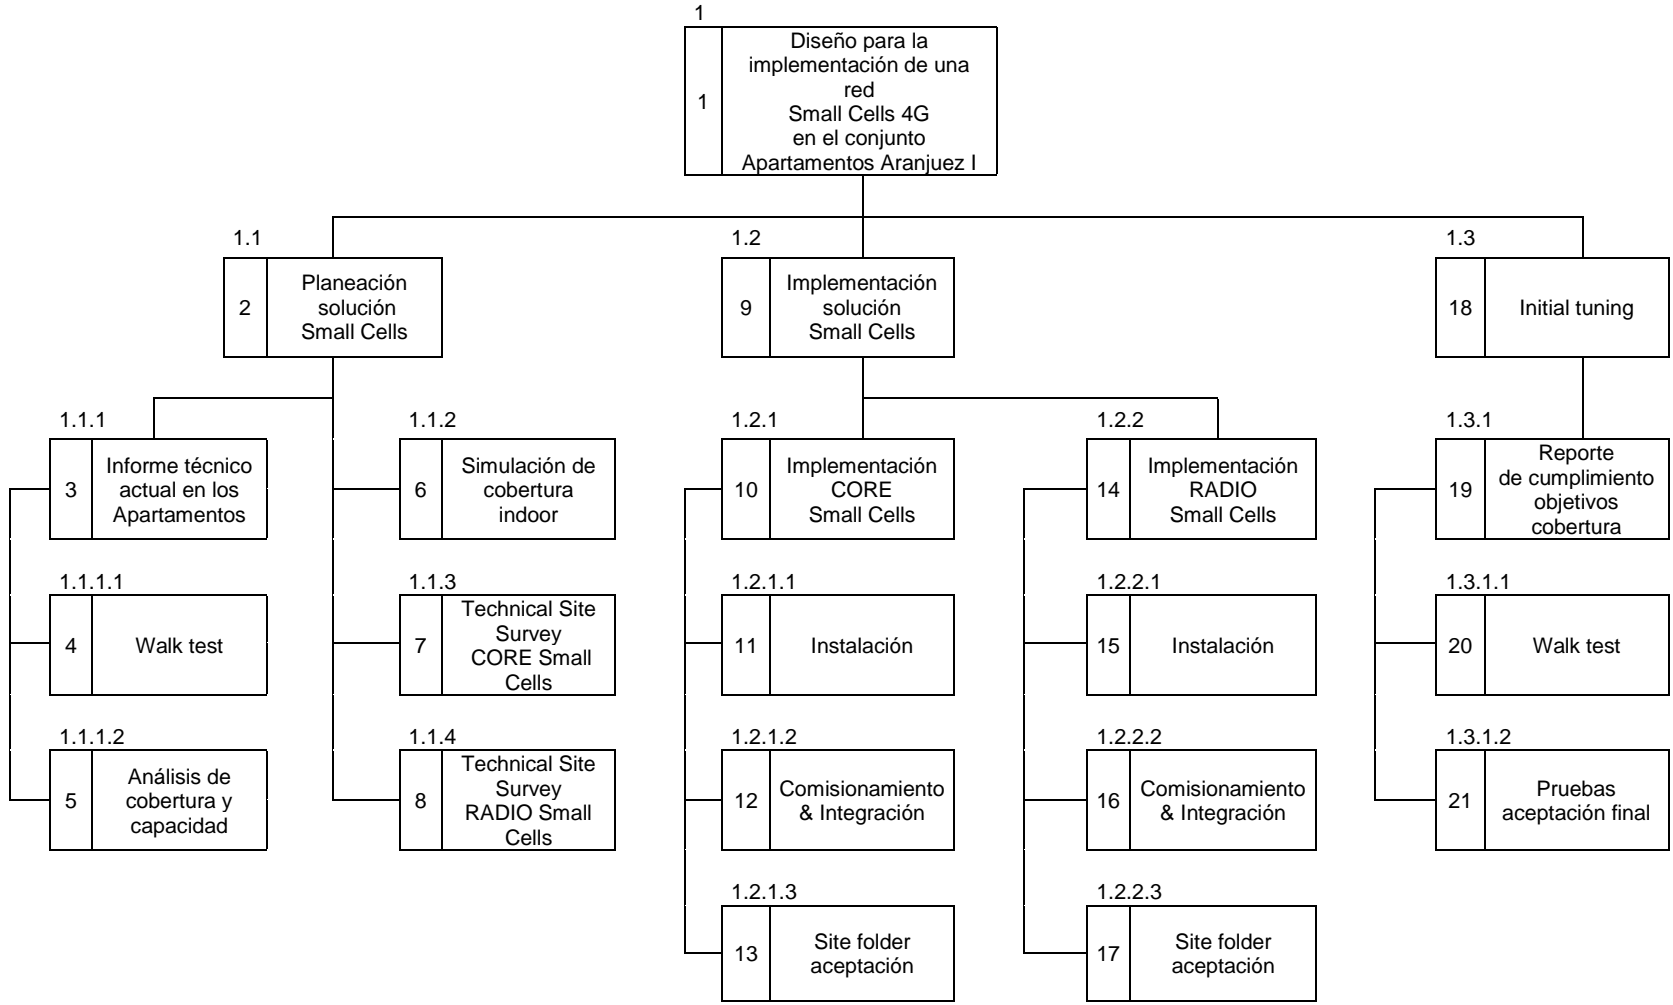 1
1
Diseño para la
implementación de una
red
Small Cells 4G
en el conjunto
Apartamentos Aranjuez I
1.1
2
Planeación
solución
Small Cells
1.2
9
Implementación
solución
Small Cells
1.3
18
Initial tuning
1.1.1
3
Informe técnico
actual en los
Apartamentos
1.1.2
6
Simulación de
cobertura
indoor
1.2.1
10
Implementación
CORE
Small Cells
1.2.2
14
Implementación
RADIO
Small Cells
1.3.1
19
Reporte
de cumplimiento
objetivos
cobertura
1.1.1.1
4
Walk test
1.1.3
7
Technical Site
Survey
CORE Small
Cells
1.2.1.1
11
Instalación
1.2.2.1
15
Instalación
1.3.1.1
20
Walk test
1.1.1.2
5
Análisis de
cobertura y
capacidad
1.1.4
8
Technical Site
Survey
RADIO Small
Cells
1.2.1.2
12
Comisionamiento
& Integración
1.2.2.2
16
Comisionamiento
& Integración
1.3.1.2
21
Pruebas
aceptación final
1.2.1.3
13
Site folder
aceptación
1.2.2.3
17
Site folder
aceptación